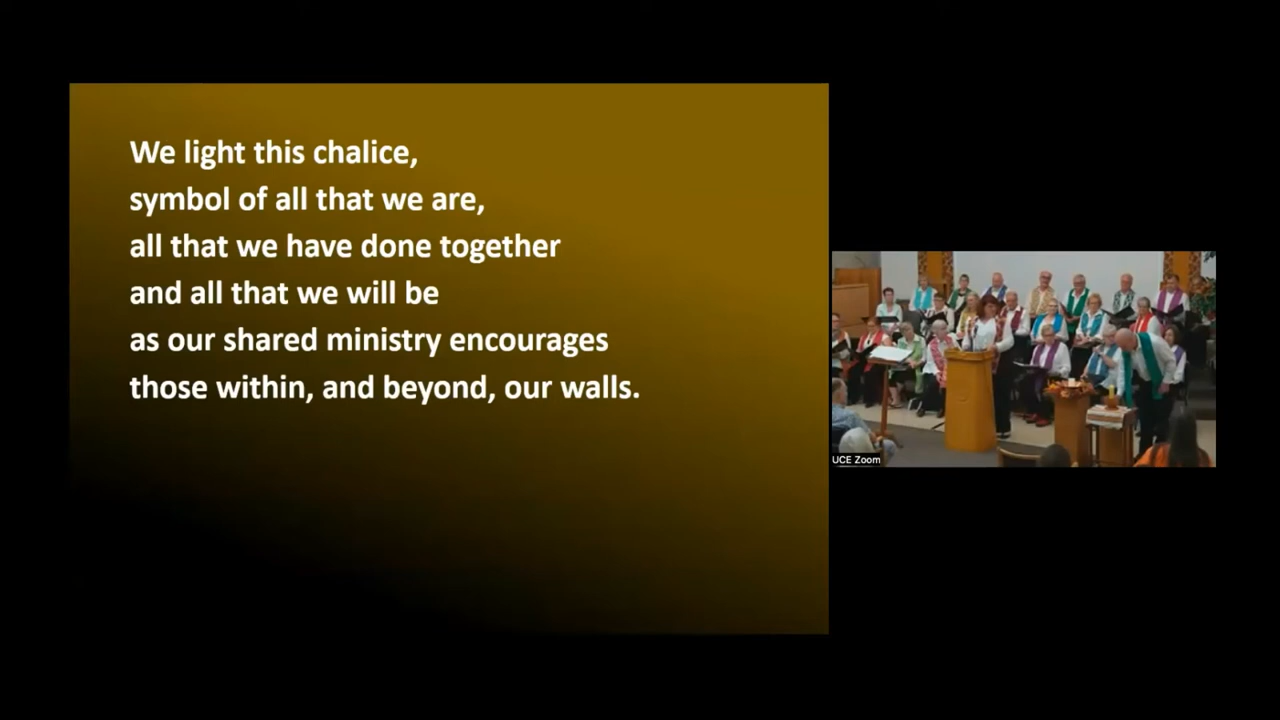 We light this chalice,
symbol of all that we are,
all that we have done together
and all that we will be
as our shared ministry encourages
those within, and beyond, our walls.
UCE Zoom